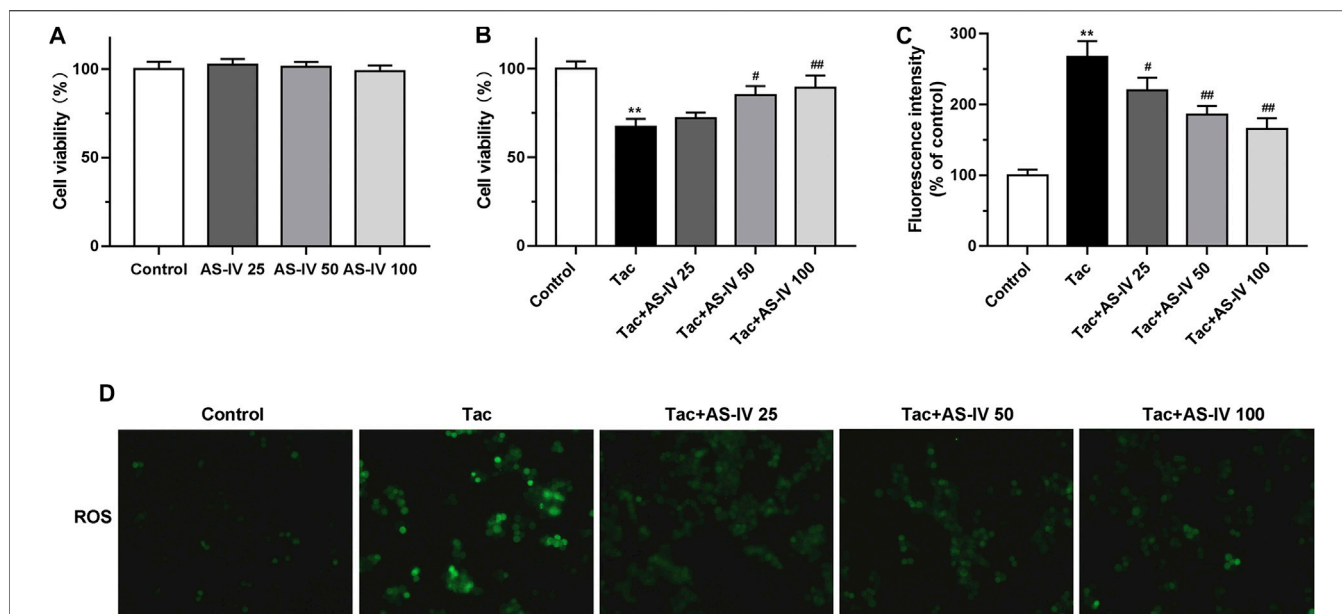 A
Cell viability（%）
100
50
0
Control
AS-IV 25
AS-IV 50
AS-IV 100
B
Cell viability（%）
100
50
0
**
#
##
Control
Tac
Tac+AS-IV 25
Tac+AS-IV 50
Tac+AS-IV 100
C
Fluorescence intensity
(% of control)
300
200
150
100
0
**
#
##
##
Control
Tac
Tac+AS-IV 25
Tac+AS-IV 50
Tac+AS-IV 100
D
Control
Tac
Tac+AS-IV 25
Tac+AS-IV 50
Tac+AS-IV 100
ROS